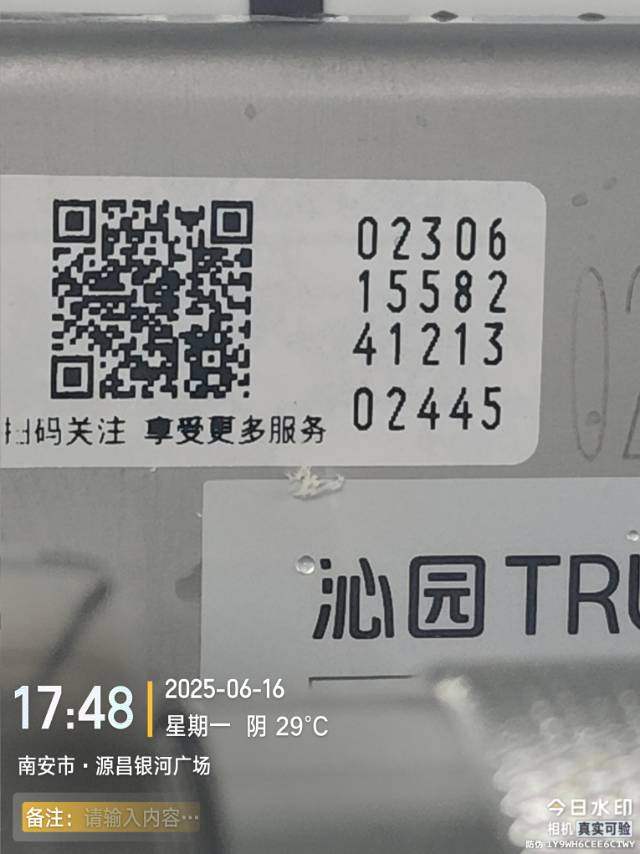 02306
15582
41213
02445
扫码关注 享受更多服务
沁园 TRU
17:48
2025-06-16
星期一 阴 29°C
南安市·源昌银河广场
备注: 请输入内容…
今日水印
相机 真实可验
防伪 1Y9WH6CEE6CTWY